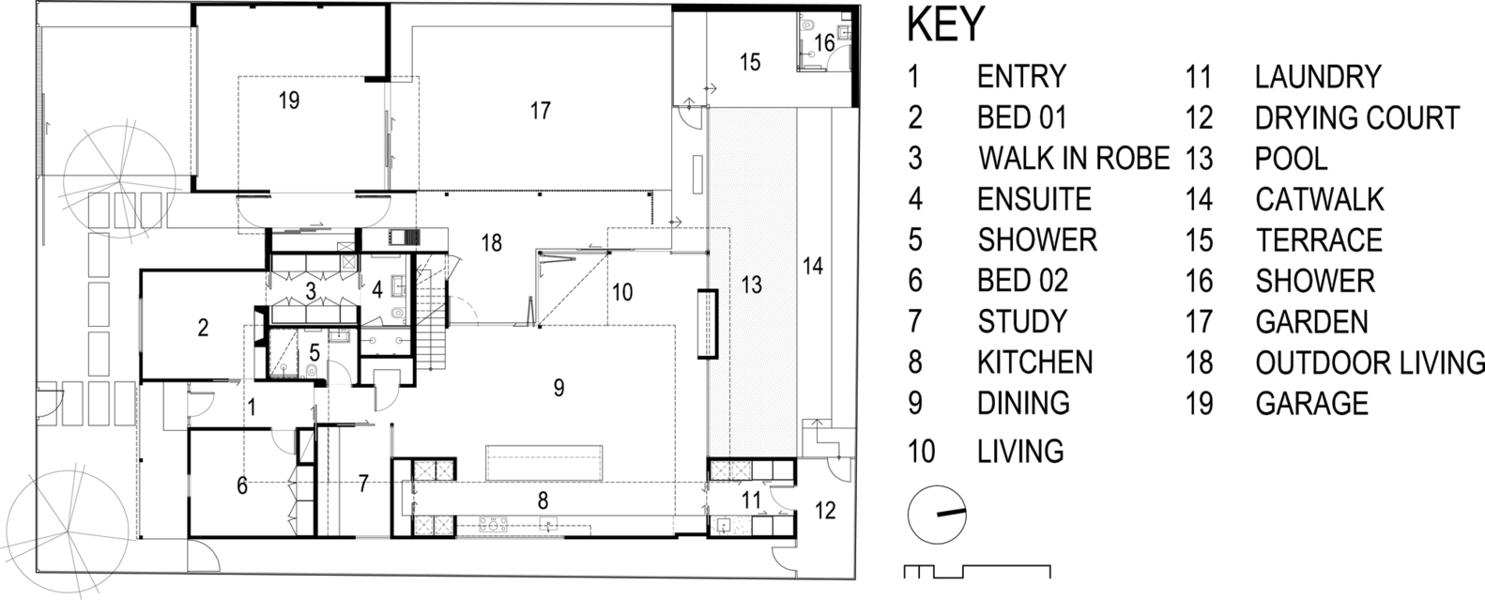 KEY
1 ENTRY
2 BED 01
3 WALK IN ROBE
4 ENSUITE
5 SHOWER
6 BED 02
7 STUDY
8 KITCHEN
9 DINING
10 LIVING
11 LAUNDRY
12 DRYING COURT
13 POOL
14 CATWALK
15 TERRACE
16 SHOWER
17 GARDEN
18 OUTDOOR LIVING
19 GARAGE
16
15
19
17
18
14
3
4
10
13
2
5
9
1
6
7
8
11
12